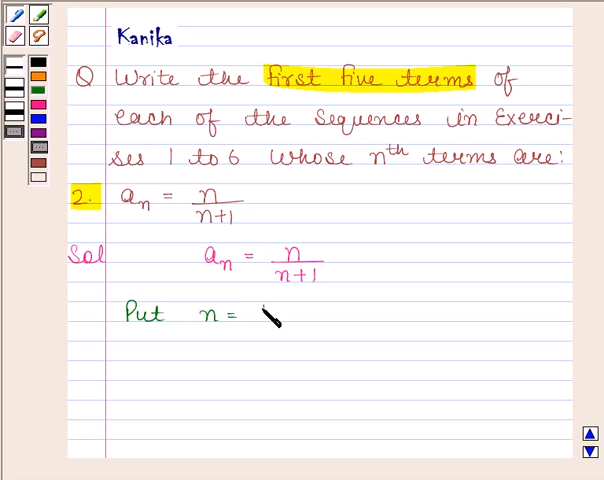 Kanika
Q Write the first five terms of
each of the Sequences in Exerci-
ses 1 to 6 whose nth terms are:
2. an = n/(n+1)
Sol an = n/(n+1)
Put n =